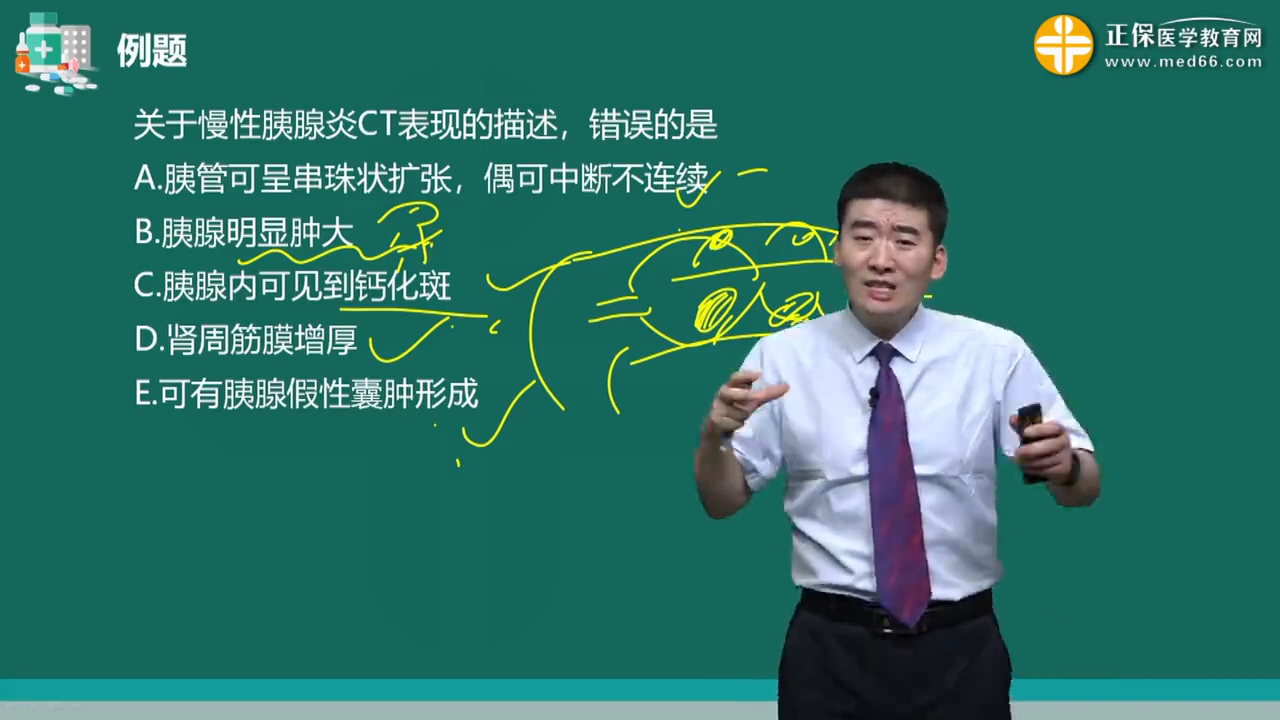 例题
正保医学教育网
www.med66.com
关于慢性胰腺炎CT表现的描述，错误的是
A.胰管可呈串珠状扩张，偶可中断不连续
B.胰腺明显肿大
C.胰腺内可见到钙化斑
D.肾周筋膜增厚
E.可有胰腺假性囊肿形成